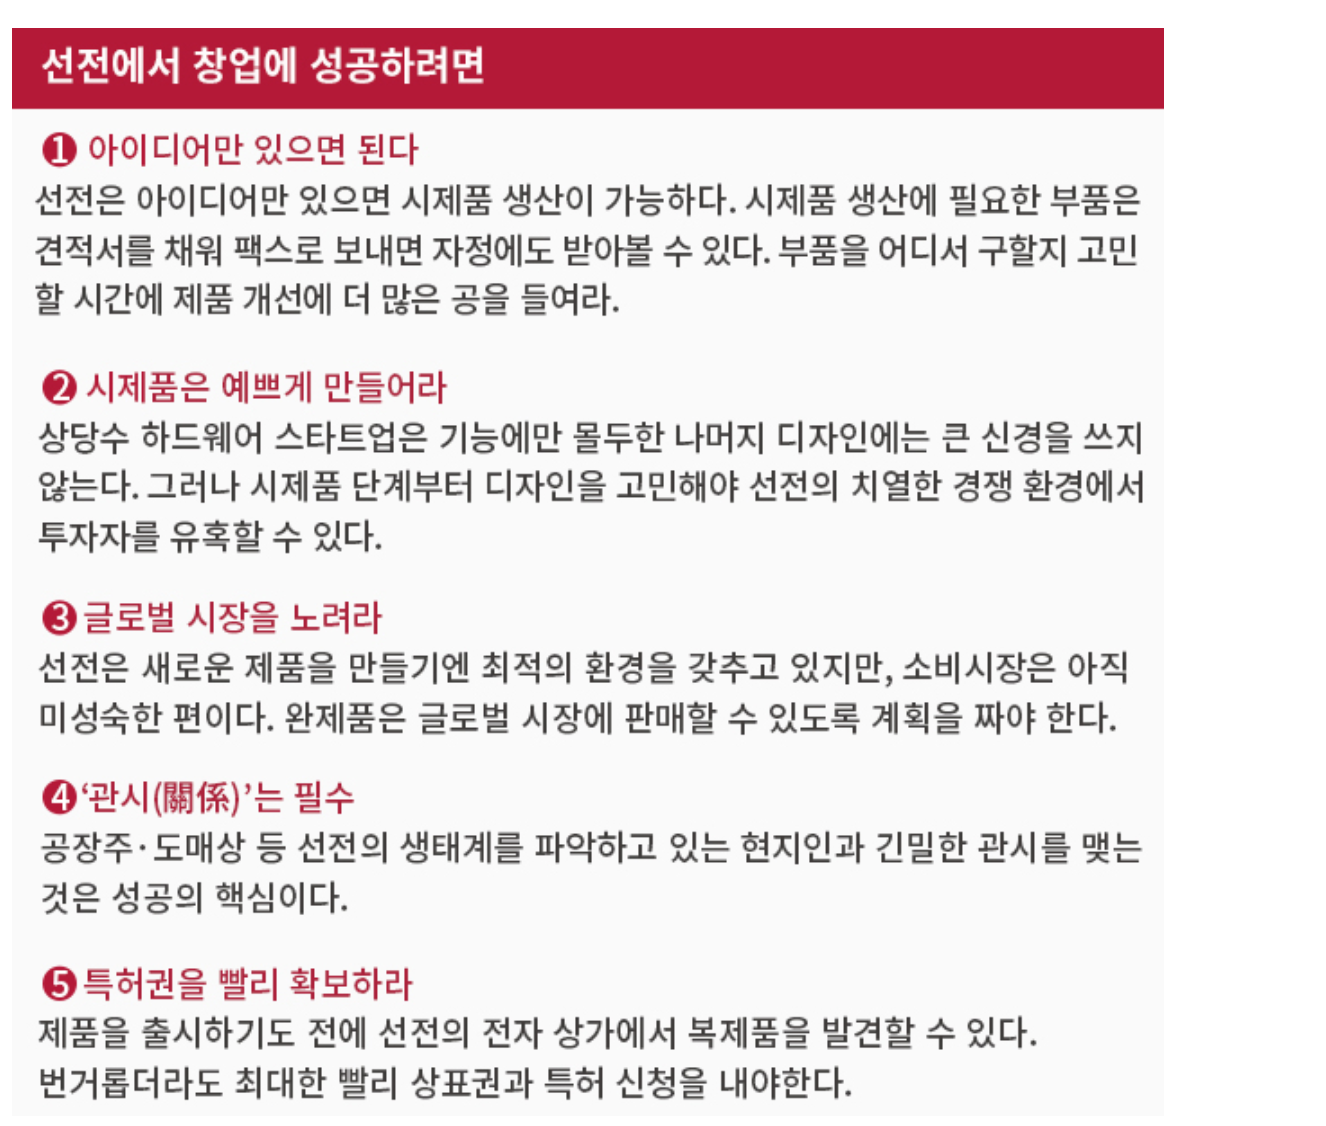 선전에서 창업에 성공하려면
❶ 아이디어만 있으면 된다
선전은 아이디어만 있으면 시제품 생산이 가능하다. 시제품 생산에 필요한 부품은
견적서를 채워 팩스로 보내면 자정에도 받아볼 수 있다. 부품을 어디서 구할지 고민
할 시간에 제품 개선에 더 많은 공을 들여라.
❷ 시제품은 예쁘게 만들어라
상당수 하드웨어 스타트업은 기능에만 몰두한 나머지 디자인에는 큰 신경을 쓰지
않는다. 그러나 시제품 단계부터 디자인을 고민해야 선전의 치열한 경쟁 환경에서
투자자를 유혹할 수 있다.
❸ 글로벌 시장을 노려라
선전은 새로운 제품을 만들기엔 최적의 환경을 갖추고 있지만, 소비시장은 아직
미성숙한 편이다. 완제품은 글로벌 시장에 판매할 수 있도록 계획을 짜야 한다.
❹ ‘관시(關係)’는 필수
공장주·도매상 등 선전의 생태계를 파악하고 있는 현지인과 긴밀한 관시를 맺는
것은 성공의 핵심이다.
❺ 특허권을 빨리 확보하라
제품을 출시하기도 전에 선전의 전자 상가에서 복제품을 발견할 수 있다.
번거롭더라도 최대한 빨리 상표권과 특허 신청을 내야한다.